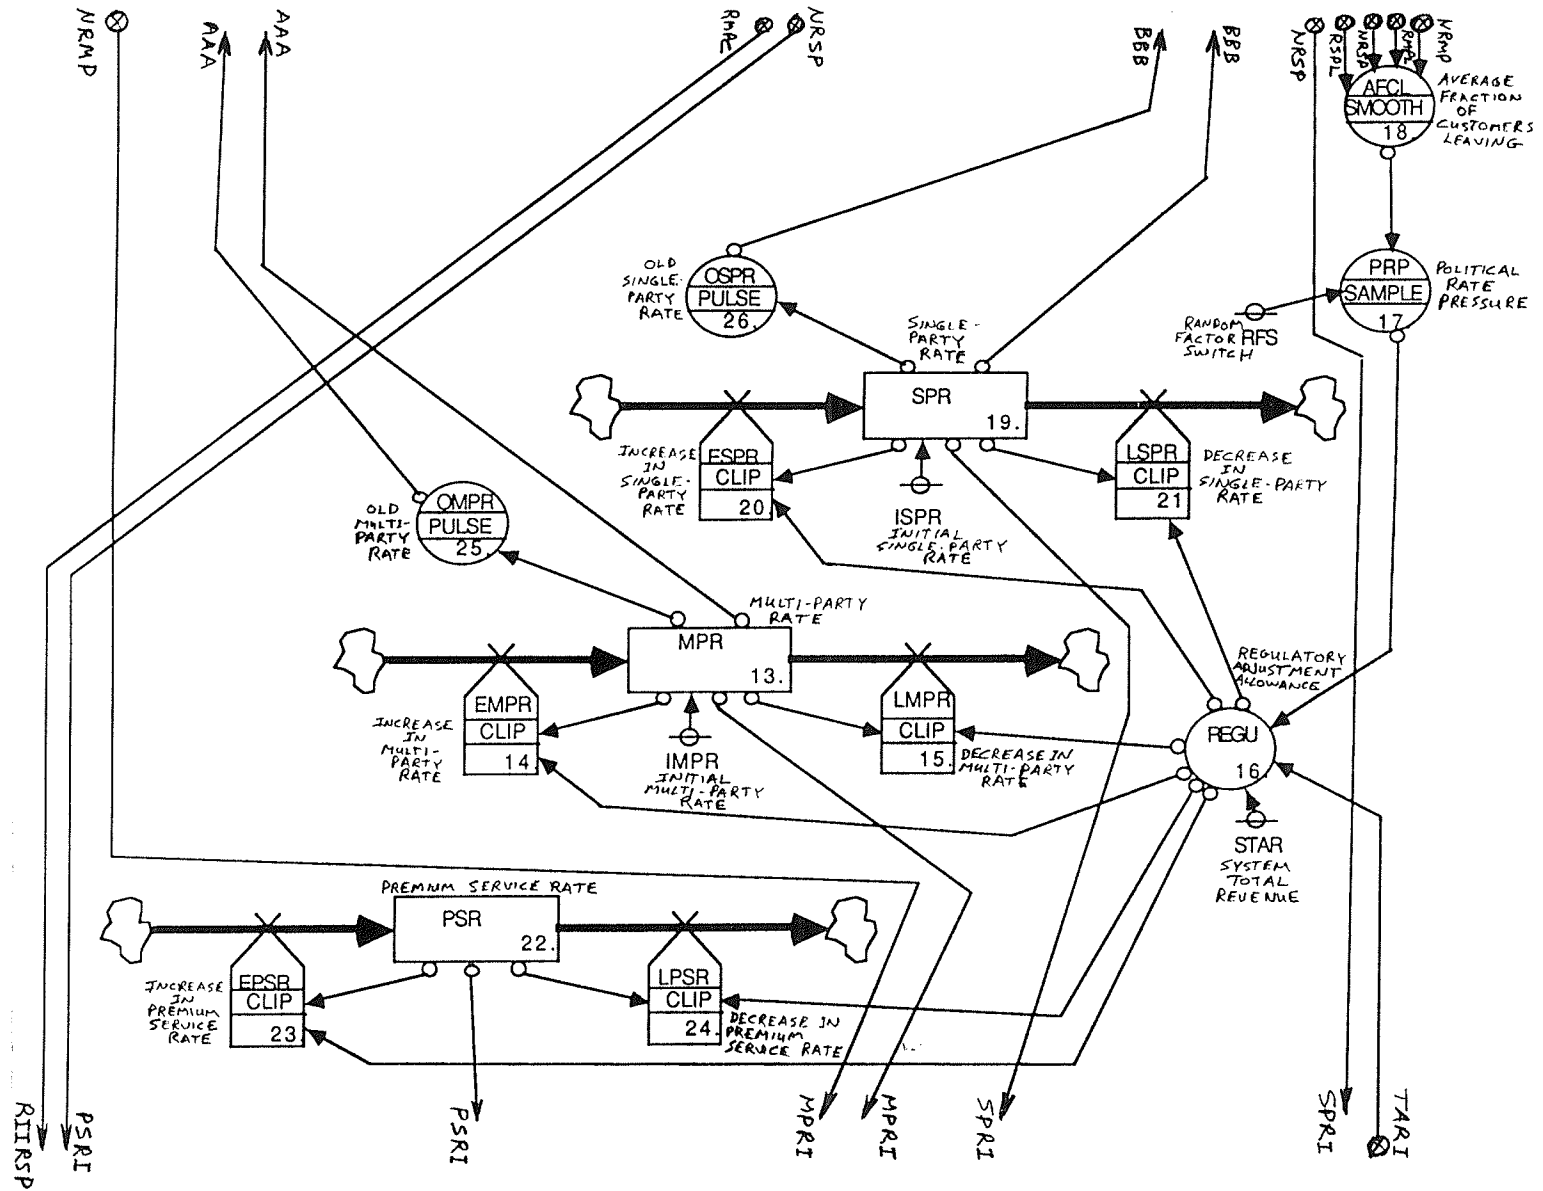 NRMP
AAA
AAA
RMAC
NRSP
BBB
BBB
NRSP
RSPL
NRSP
RMPL
NRMP
AFCL
SMOOTH
18.
AVERAGE
FRACTION
OF
CUSTOMERS
LEAVING
OLD
SINGLE-
PARTY
RATE
OSPR
PULSE
26.
SINGLE-
PARTY
RATE
PRP
SAMPLE
17.
POLITICAL
RATE
PRESSURE
RANDOM
FACTOR RFS
SWITCH
SPR
19.
INCREASE
IN
SINGLE-
PARTY
RATE
ESPR
CLIP
20.
ISPR
INITIAL
SINGLE-PARTY
RATE
LSPR
CLIP
21
DECREASE
IN
SINGLE-PARTY
RATE
OLD
MULTI-
PARTY
RATE
OMPR
PULSE
25.
MULTI-PARTY
RATE
MPR
13.
INCREASE
IN
MULTI-
PARTY
RATE
EMPR
CLIP
14.
IMPR
INITIAL
MULTI-PARTY
RATE
LMPR
CLIP
15.
DECREASE IN
MULTI-PARTY
RATE
REGULATORY
ADJUSTMENT
ALLOWANCE
REGU
16.
STAR
SYSTEM
TOTAL
REVENUE
PREMIUM SERVICE RATE
PSR
22.
INCREASE
IN
PREMIUM
SERVICE
RATE
EPSR
CLIP
23.
LPSR
CLIP
24.
DECREASE IN
PREMIUM
SERVICE RATE
RIIRSP
PSRI
PSRI
MPRI
MPRI
SPRI
SPRI
TARI